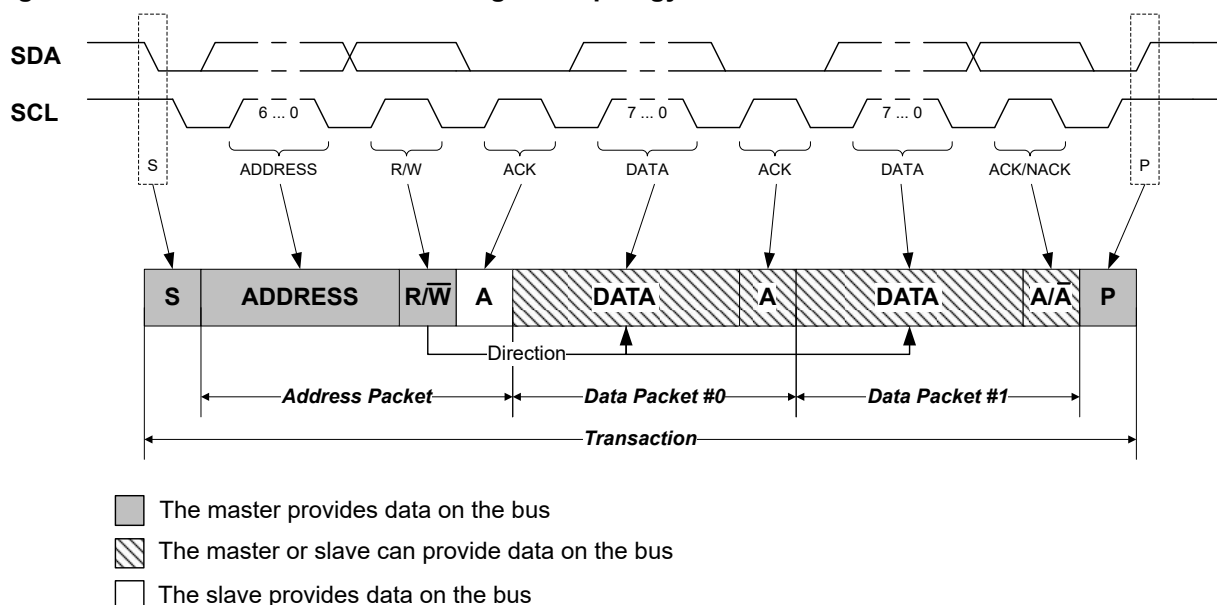 SDA
SCL
6 ... 0
7 ... 0
7 ... 0
S
ADDRESS
R/W
ACK
DATA
ACK
DATA
ACK/NACK
P
S
ADDRESS
R/W̅
A
DATA
A
DATA
A/A̅
P
Direction
Address Packet
Data Packet #0
Data Packet #1
Transaction
The master provides data on the bus
The master or slave can provide data on the bus
The slave provides data on the bus